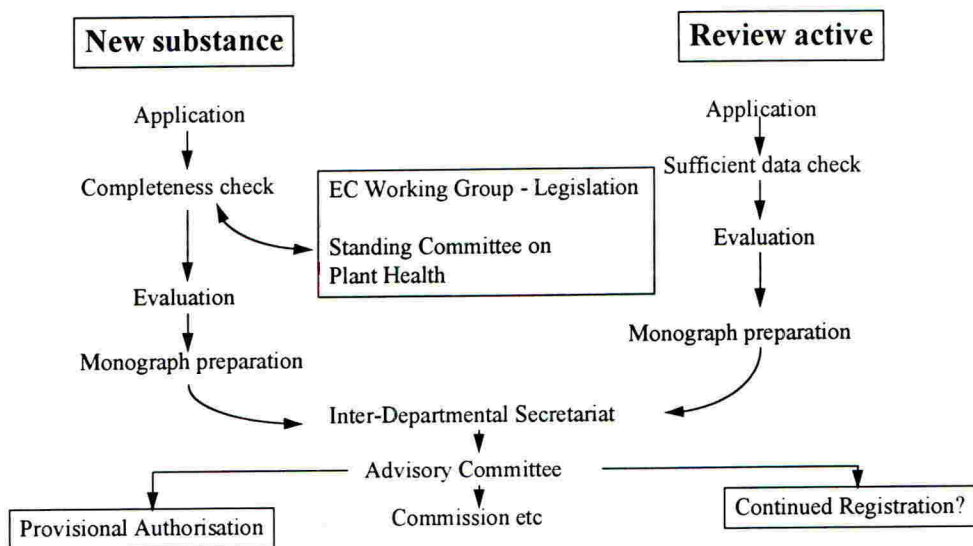 New substance
Review active
Application
Application
Completeness check
Sufficient data check
EC Working Group - Legislation
Standing Committee on
Plant Health
Evaluation
Evaluation
Monograph preparation
Monograph preparation
Inter-Departmental Secretariat
Advisory Committee
Provisional Authorisation
Commission etc
Continued Registration?